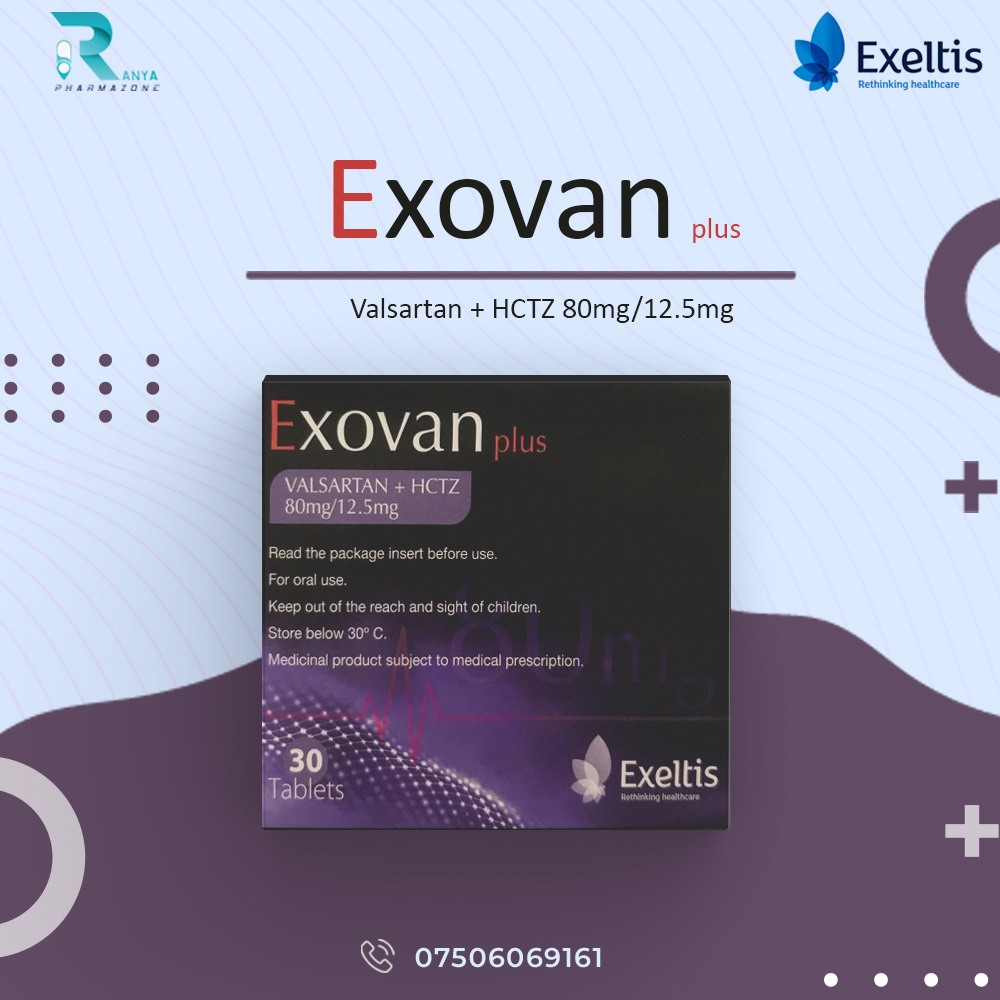 RANYA
PHARMAZONE
Exeltis
Rethinking healthcare
Exovan plus
Valsartan + HCTZ 80mg/12.5mg
Exovan plus
VALSARTAN + HCTZ
80mg/12.5mg
Read the package insert before use.
For oral use.
Keep out of the reach and sight of children.
Store below 30° C.
Medicinal product subject to medical prescription.
80mg
30
Tablets
Exeltis
Rethinking healthcare
07506069161